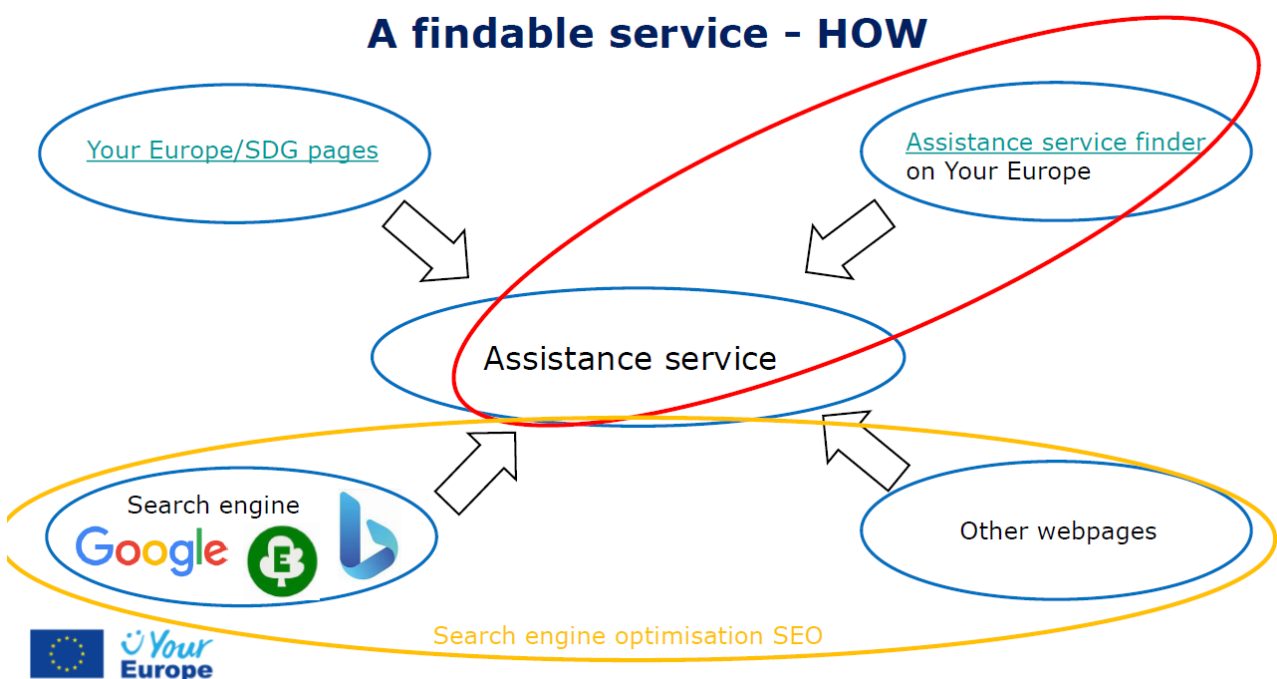 A findable service - HOW
Your Europe/SDG pages
Assistance service finder
on Your Europe
Assistance service
Search engine
Google
E
b
Other webpages
Search engine optimisation SEO
Your
Europe